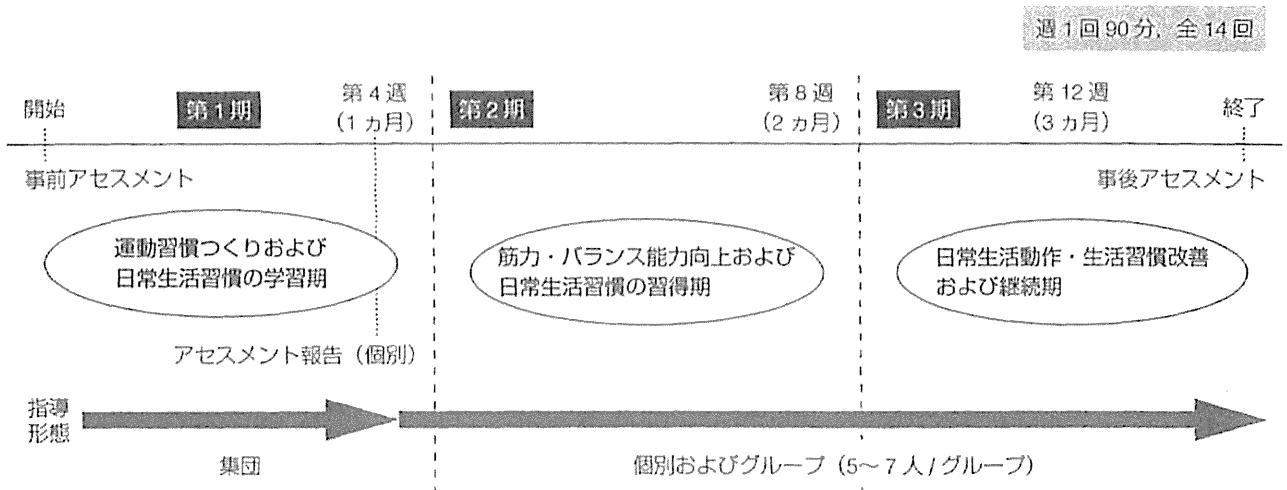 週1回90分,全14回
開始
第1期
第4週
(1ヵ月)
第2期
第8週
(2ヵ月)
第3期
第12週
(3ヵ月)
終了
事前アセスメント
事後アセスメント
運動習慣つくりおよび
日常生活習慣の学習期
筋力・バランス能力向上および
日常生活習慣の習得期
日常生活動作・生活習慣改善
および継続期
アセスメント報告(個別)
指導
形態
集団
個別およびグループ(5〜7人/グループ)